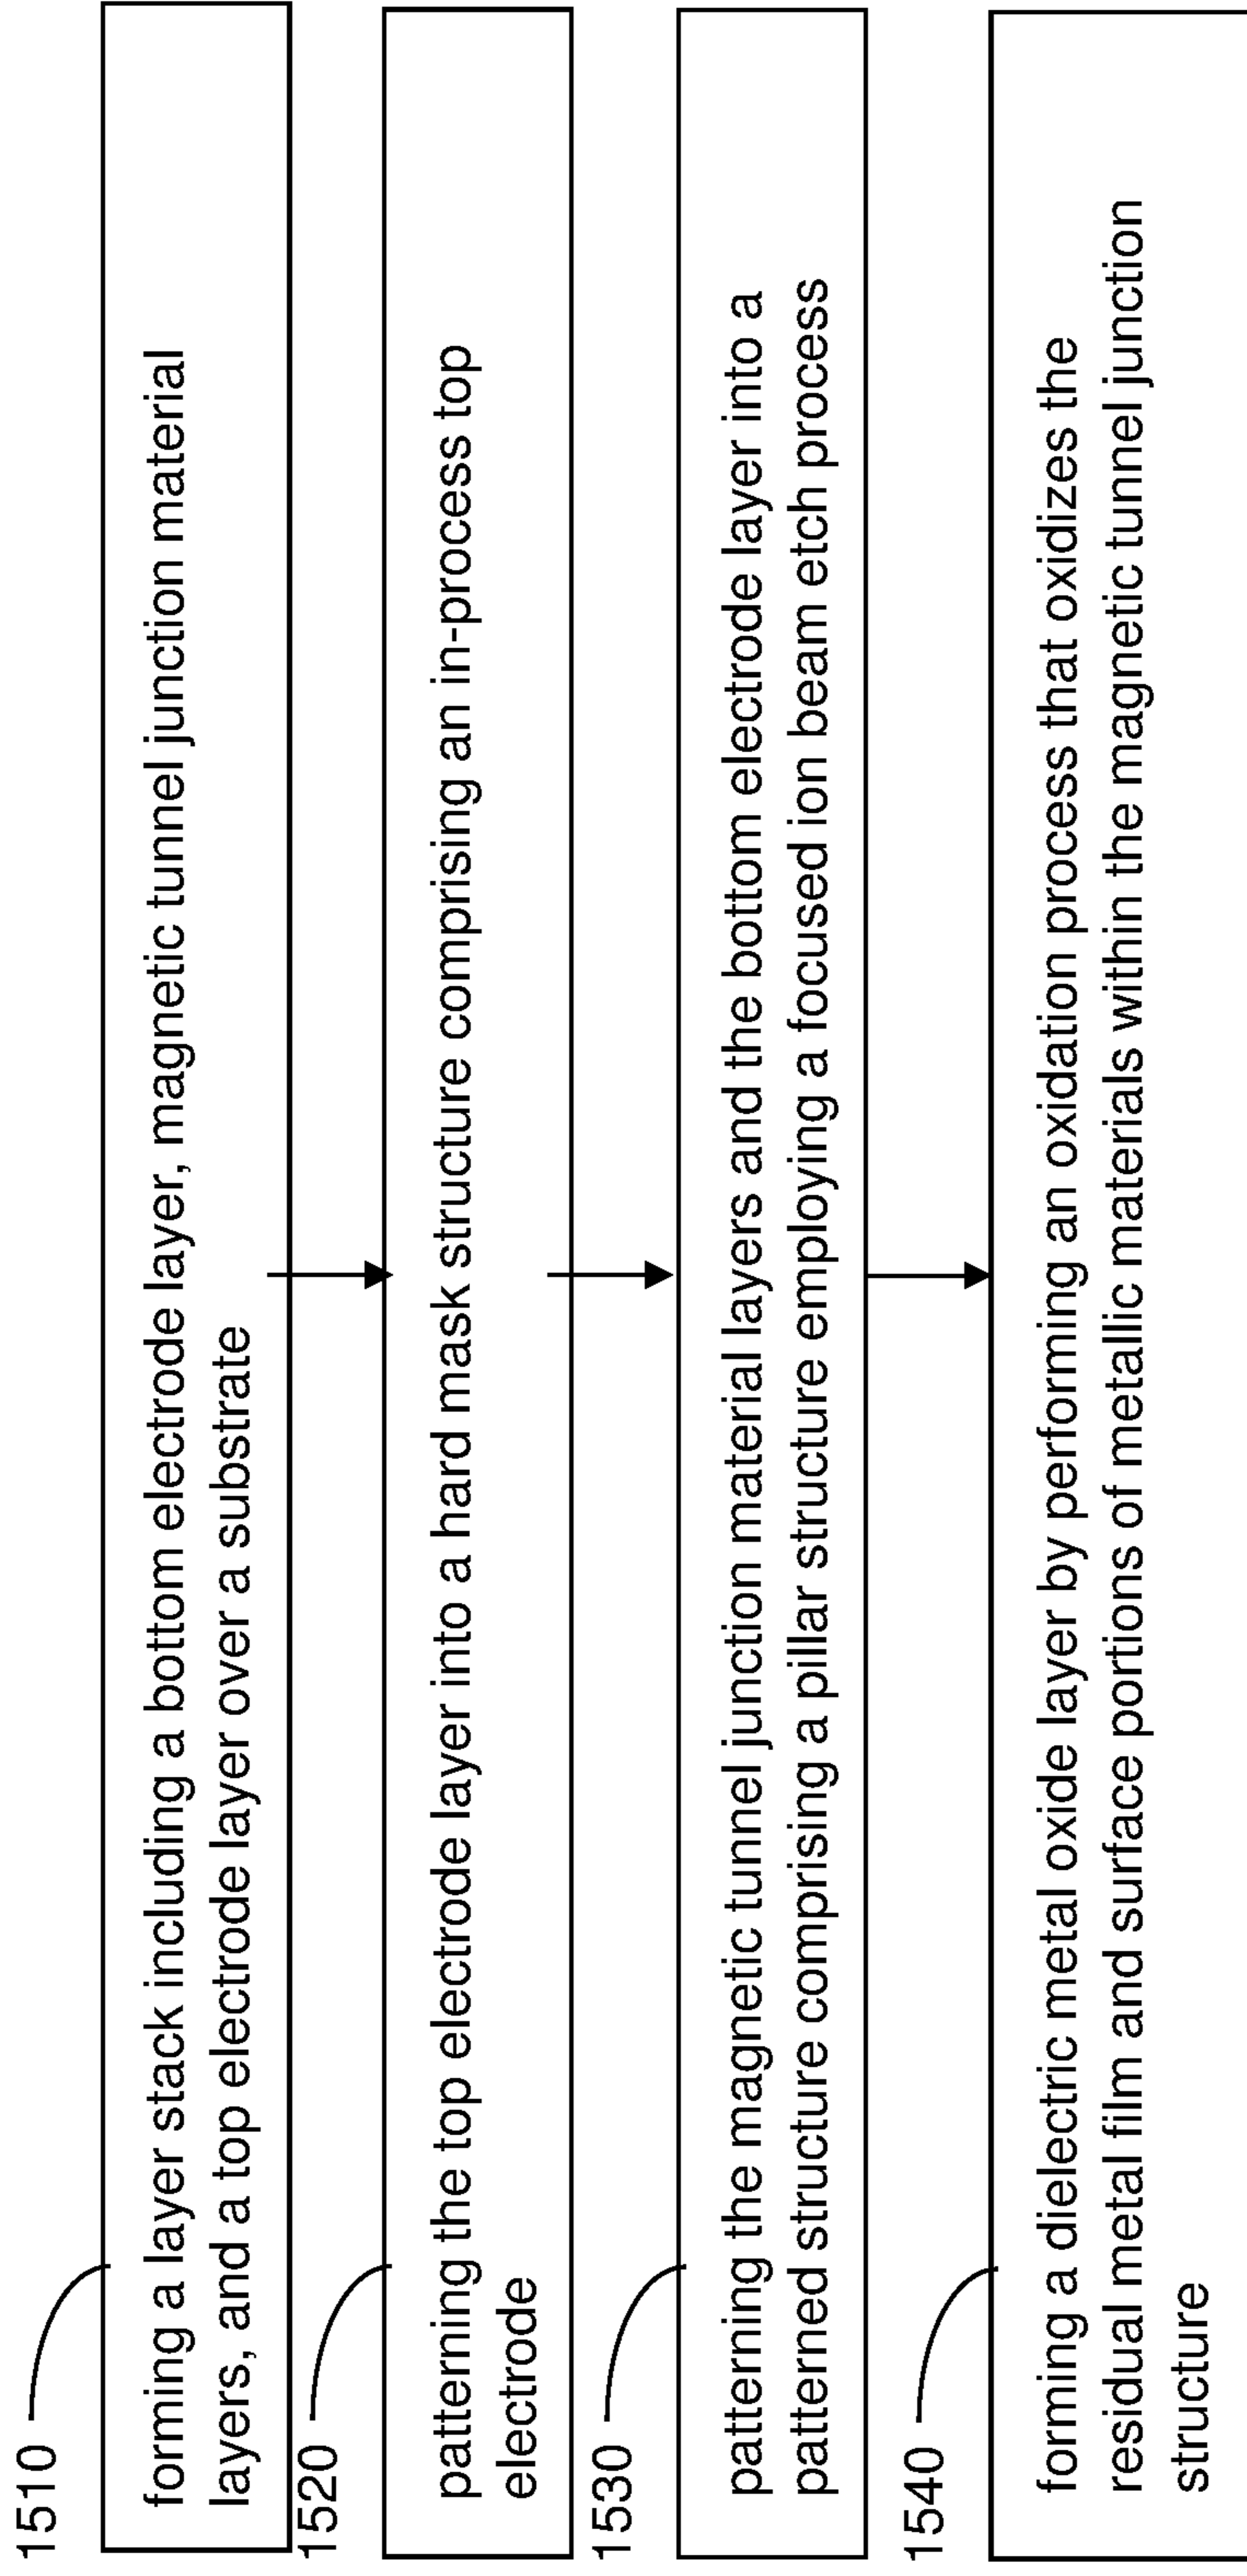 1510
forming a layer stack including a bottom electrode layer, magnetic tunnel junction material
layers, and a top electrode layer over a substrate
1520
patterning the top electrode layer into a hard mask structure comprising an in-process top
electrode
1530
patterning the magnetic tunnel junction material layers and the bottom electrode layer into a
patterned structure comprising a pillar structure employing a focused ion beam etch process
1540
forming a dielectric metal oxide layer by performing an oxidation process that oxidizes the
residual metal film and surface portions of metallic materials within the magnetic tunnel junction
structure